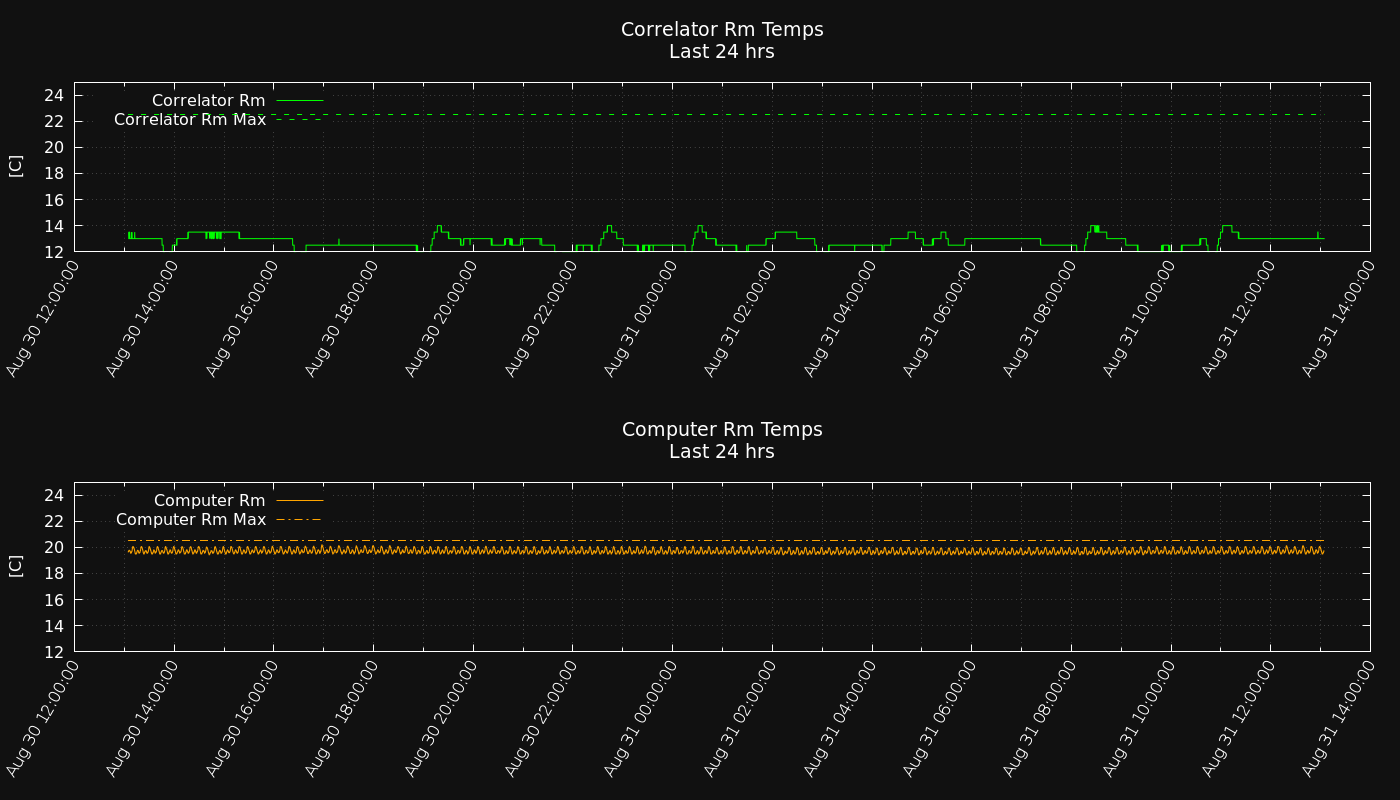 Correlator Rm Temps
Last 24 hrs
24
22
20
18
16
14
12
[C]
Correlator Rm
Correlator Rm Max
Aug 30 12:00:00
Aug 30 14:00:00
Aug 30 16:00:00
Aug 30 18:00:00
Aug 30 20:00:00
Aug 30 22:00:00
Aug 31 00:00:00
Aug 31 02:00:00
Aug 31 04:00:00
Aug 31 06:00:00
Aug 31 08:00:00
Aug 31 10:00:00
Aug 31 12:00:00
Aug 31 14:00:00
Computer Rm Temps
Last 24 hrs
24
22
20
18
16
14
12
[C]
Computer Rm
Computer Rm Max
Aug 30 12:00:00
Aug 30 14:00:00
Aug 30 16:00:00
Aug 30 18:00:00
Aug 30 20:00:00
Aug 30 22:00:00
Aug 31 00:00:00
Aug 31 02:00:00
Aug 31 04:00:00
Aug 31 06:00:00
Aug 31 08:00:00
Aug 31 10:00:00
Aug 31 12:00:00
Aug 31 14:00:00